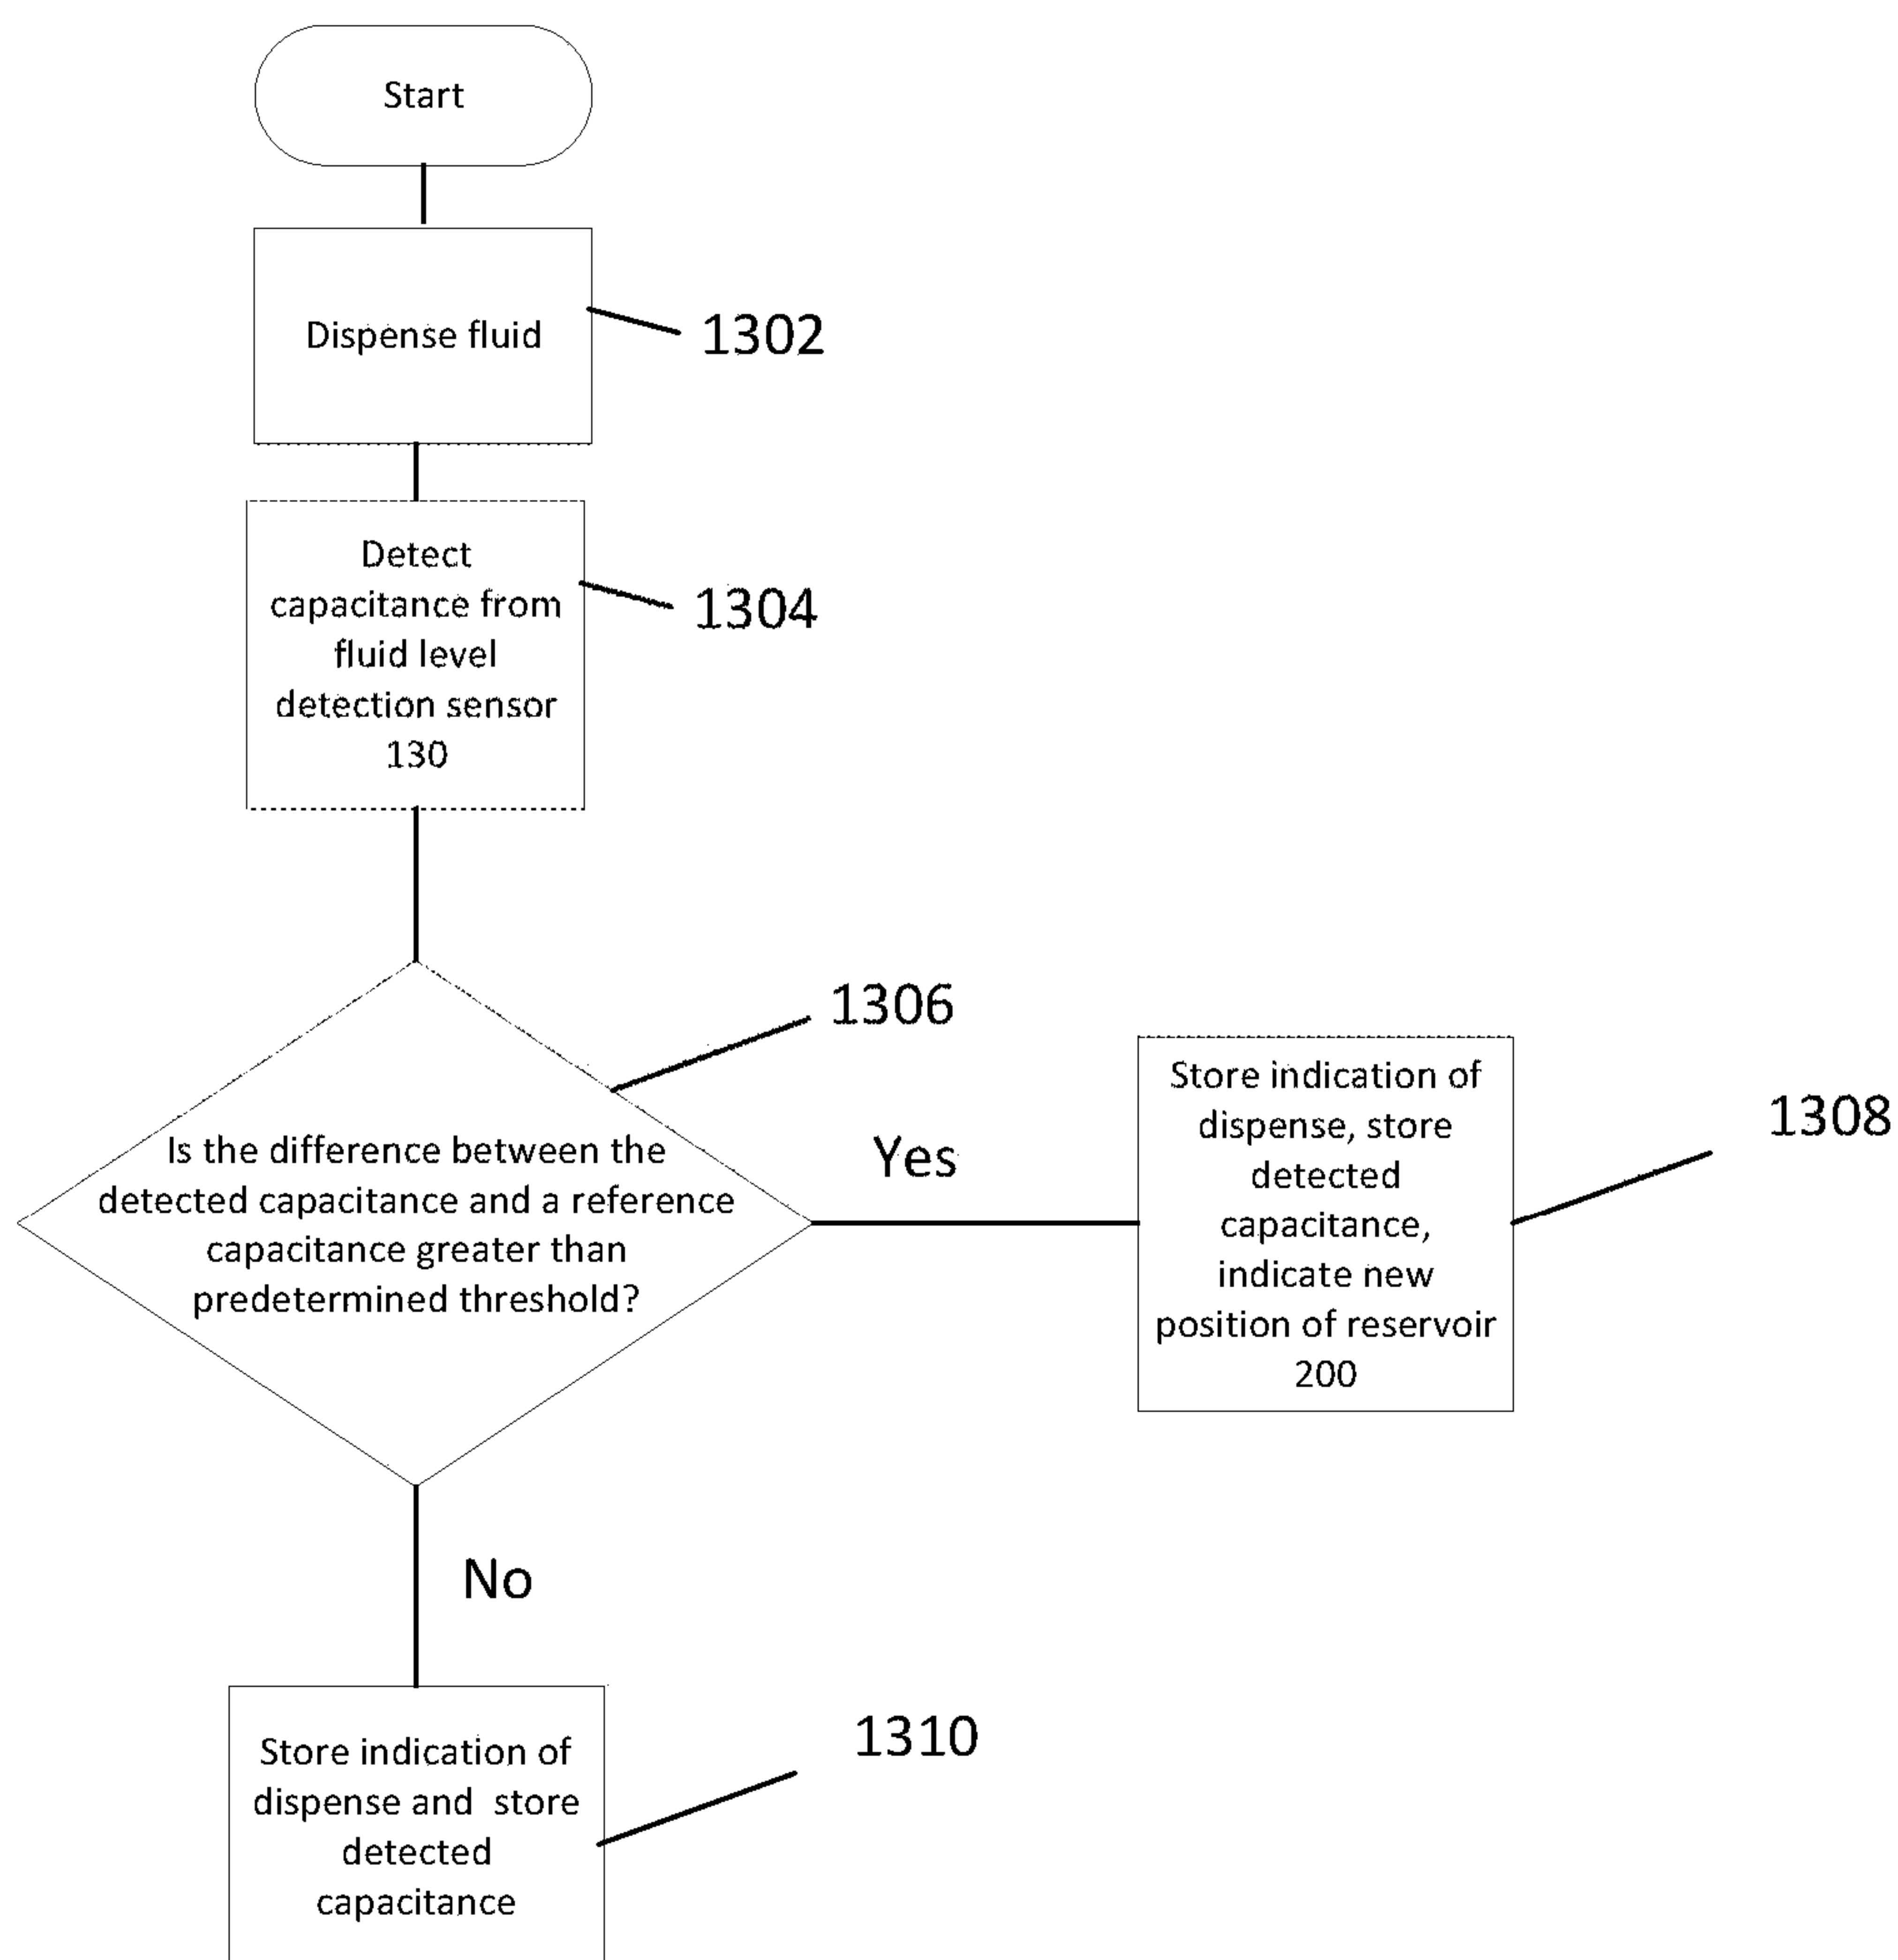 Start
Dispense fluid
1302
Detect
capacitance from
fluid level
detection sensor
130
1304
1306
Is the difference between the
detected capacitance and a reference
capacitance greater than
predetermined threshold?
Yes
Store indication of
dispense, store
detected
capacitance,
indicate new
position of reservoir
200
1308
No
Store indication of
dispense and store
detected
capacitance
1310